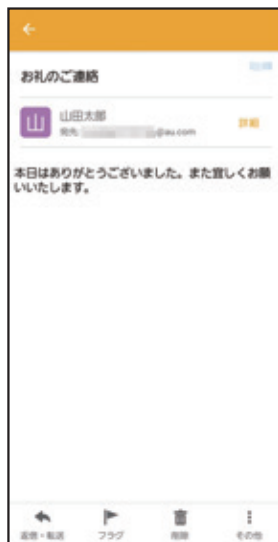 お礼のご連絡
山
山田太郎
宛先:
@au.com
詳細
本日はありがとうございました。また宜しくお願
いいたします。
返信・転送
フラグ
削除
その他